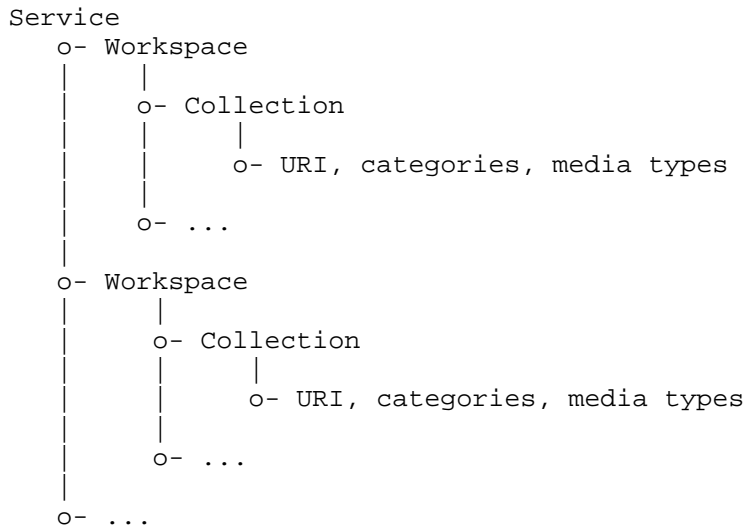 Service
o- Workspace
| |
| o- Collection
| | |
| | o- URI, categories, media types
| |
| o- ...
|
o- Workspace
| |
| o- Collection
| | |
| | o- URI, categories, media types
| |
| o- ...
|
o- ...